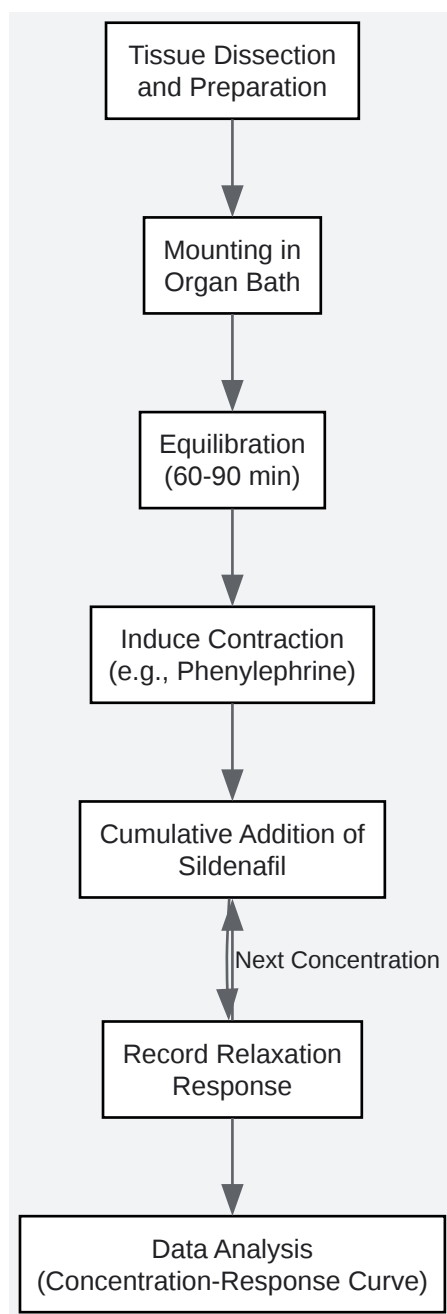 Tissue Dissection
and Preparation
Mounting in
Organ Bath
Equilibration
(60-90 min)
Induce Contraction
(e.g., Phenylephrine)
Cumulative Addition of
Sildenafil
Next Concentration
Record Relaxation
Response
Data Analysis
(Concentration-Response Curve)